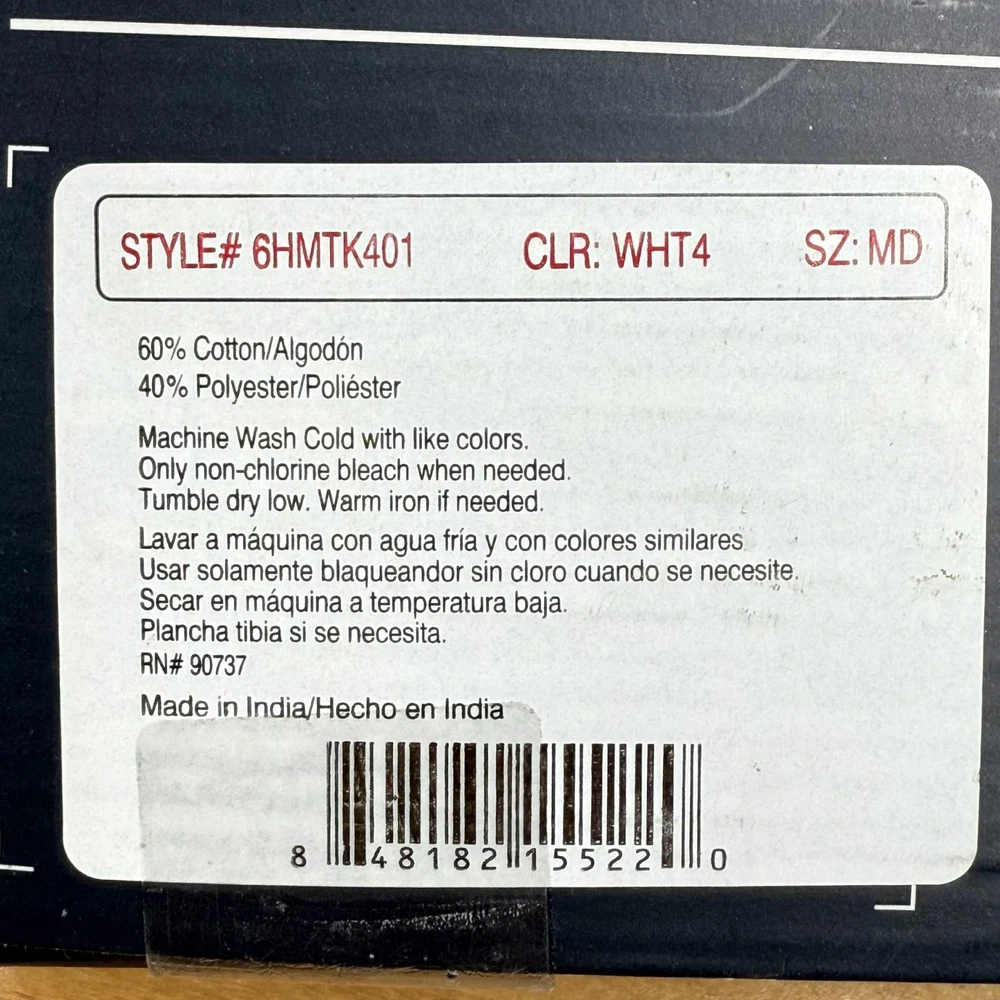 STYLE# 6HMTK401 CLR: WHT4 SZ: MD
60% Cotton/Algodón
40% Polyester/Poliéster
Machine Wash Cold with like colors.
Only non-chlorine bleach when needed.
Tumble dry low. Warm iron if needed.
Lavar a máquina con agua fría y con colores similares.
Usar solamente blaqueandor sin cloro cuando se necesite.
Secar en máquina a temperatura baja.
Plancha tibia si se necesita.
RN# 90737
Made in India/Hecho en India
8 48182 15522 0